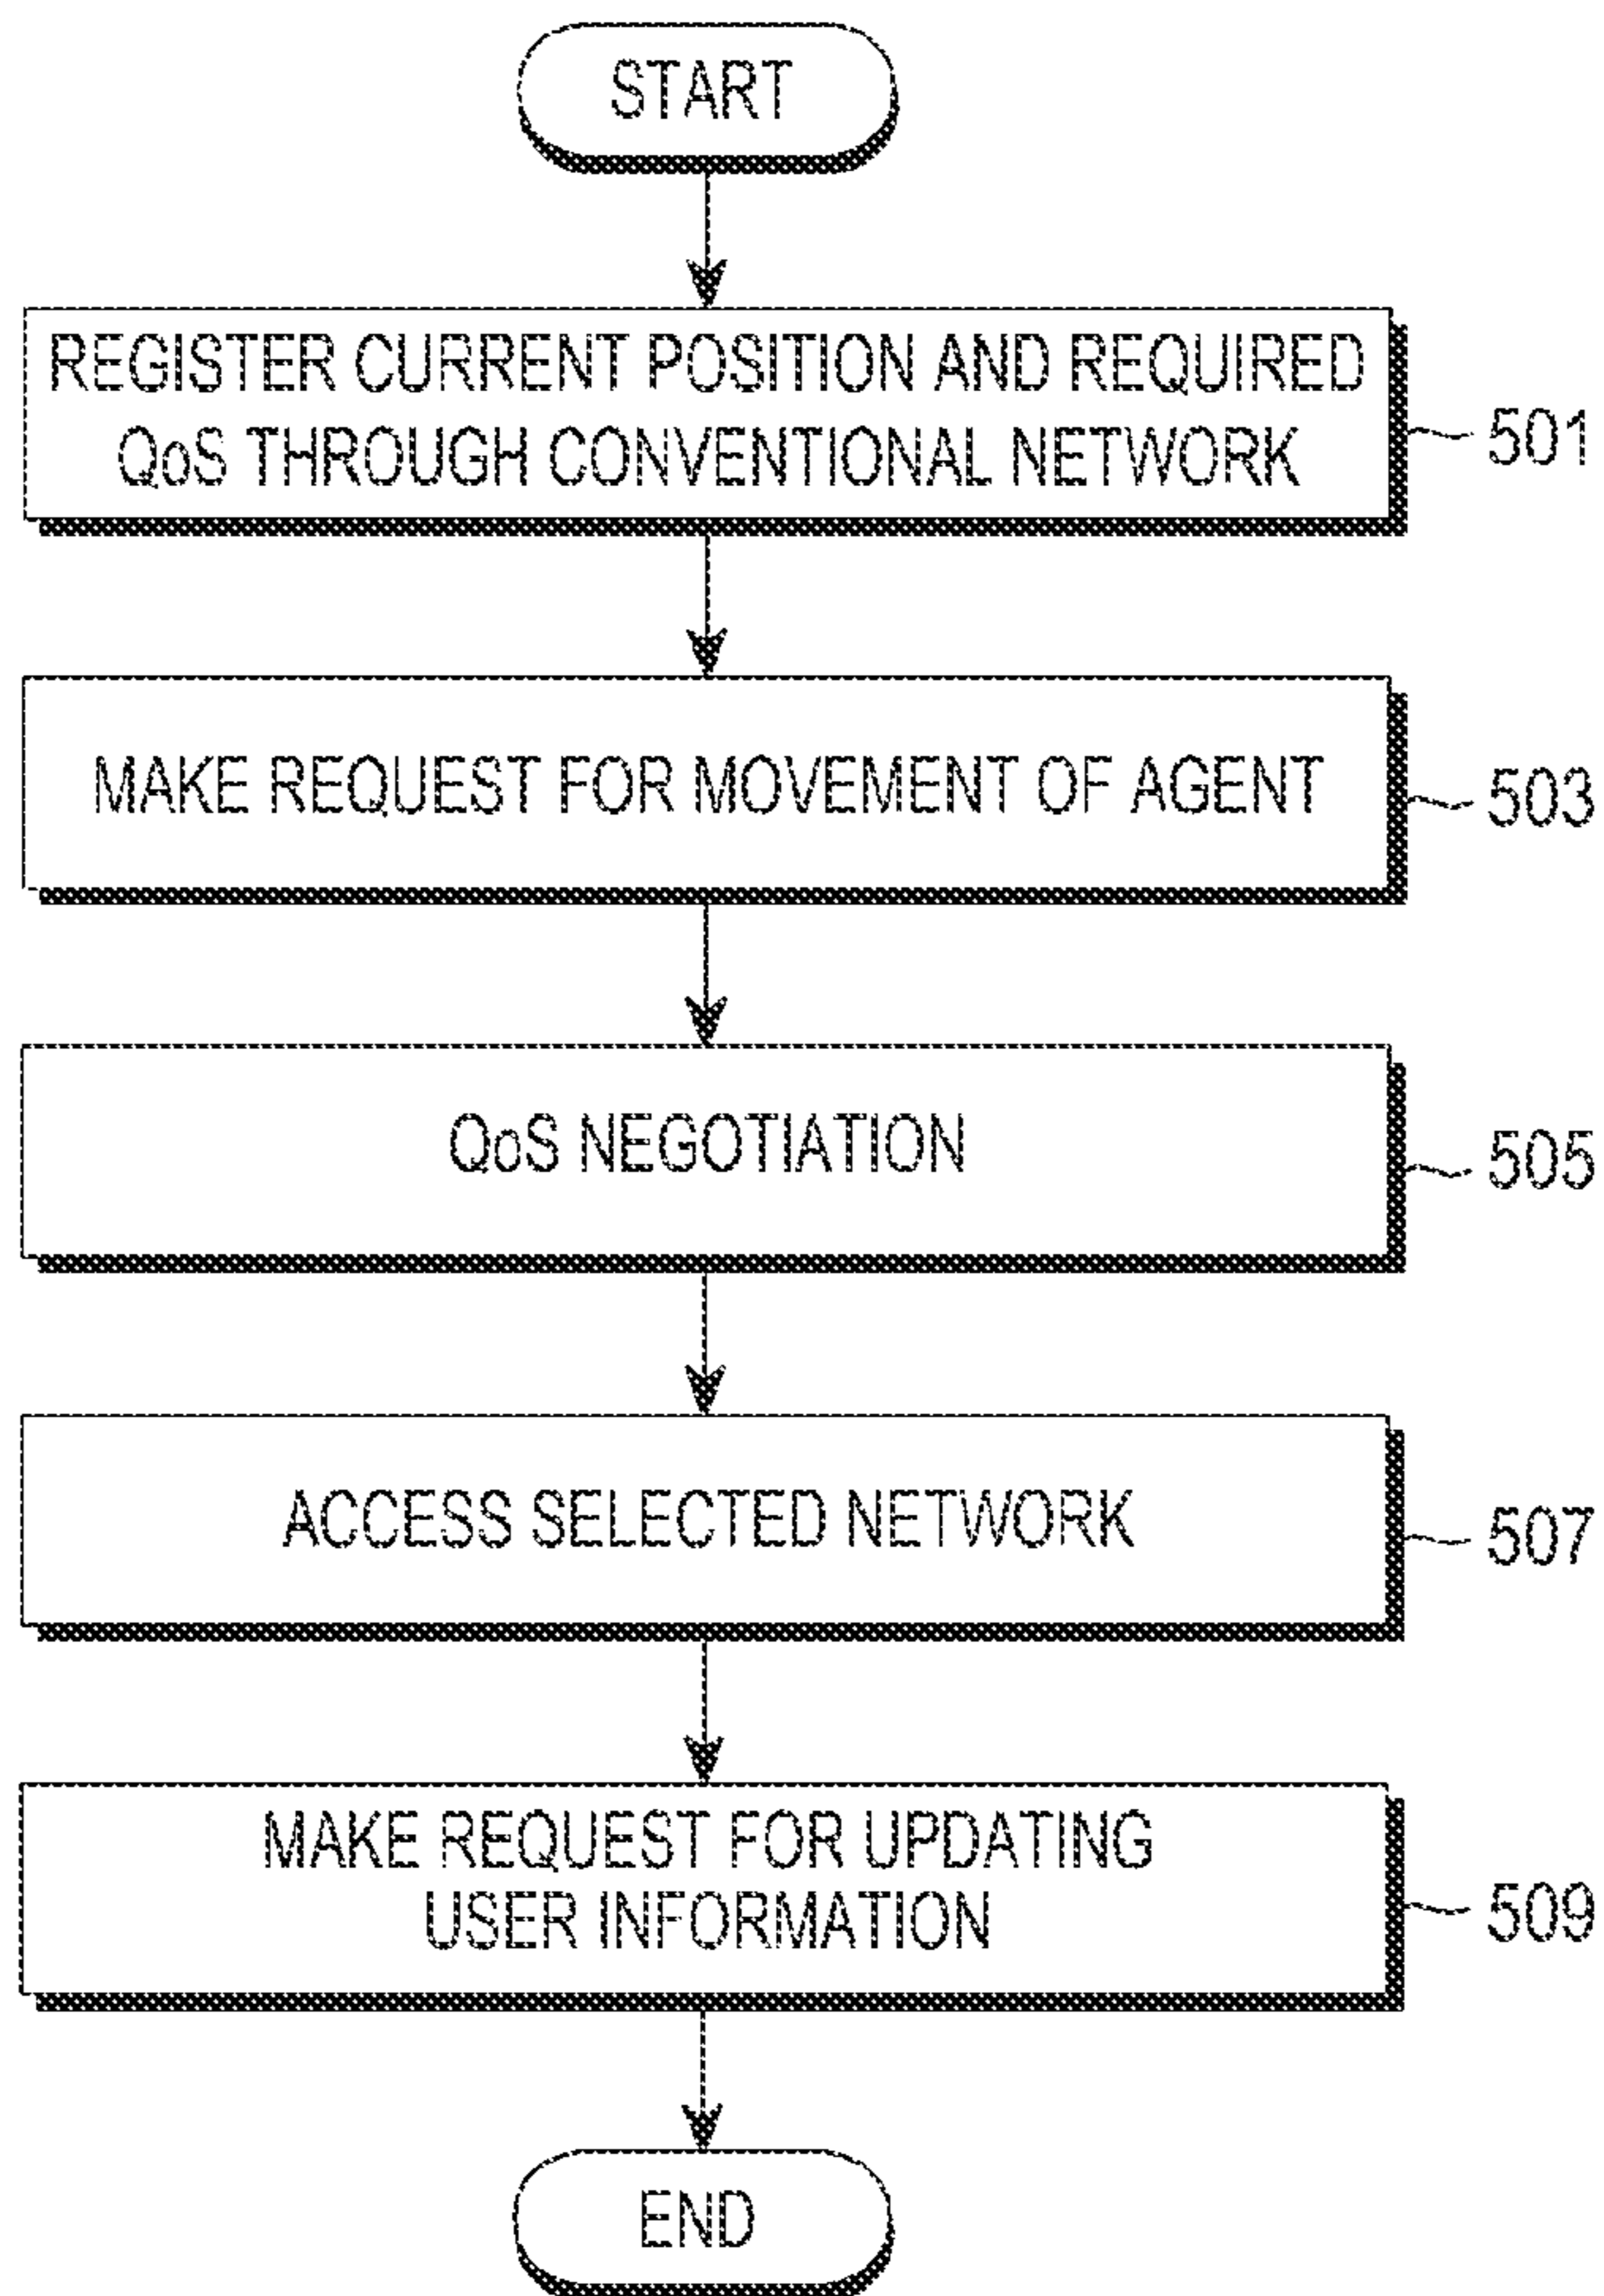 START
REGISTER CURRENT POSITION AND REQUIRED
QoS THROUGH CONVENTIONAL NETWORK
501
MAKE REQUEST FOR MOVEMENT OF AGENT
503
QoS NEGOTIATION
505
ACCESS SELECTED NETWORK
507
MAKE REQUEST FOR UPDATING
USER INFORMATION
509
END